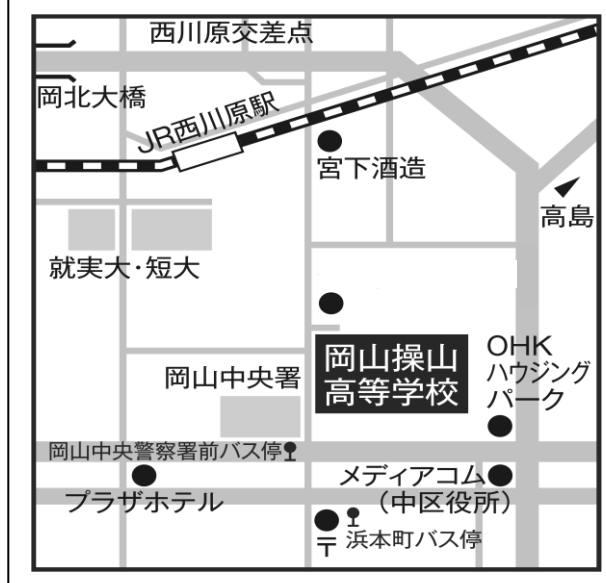 西川原交差点
岡北大橋
JR西川原駅
宮下酒造
高島
就実大・短大
岡山操山
高等学校
OHK
ハウジング
パーク
岡山中央署
岡山中央警察署前バス停
メディアコム
(中区役所)
プラザホテル
浜本町バス停
〒